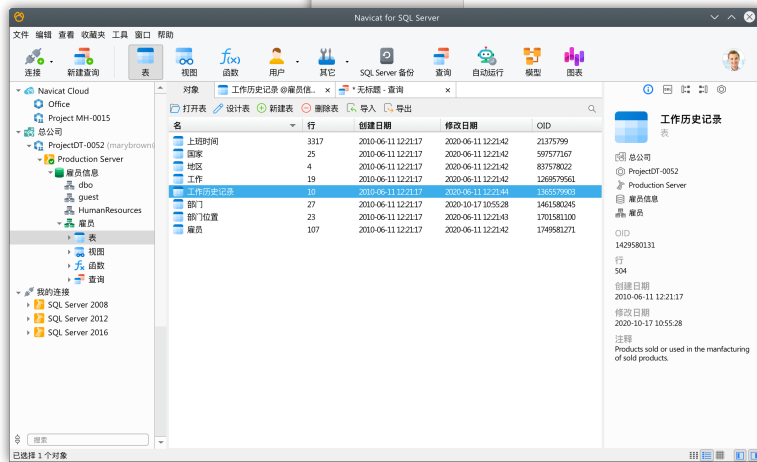 Navicat for SQL Server
文件 编辑 查看 收藏夹 工具 窗口 帮助
连接 新建查询 表 视图 函数 用户 其它 SQL Server 备份 查询 自动运行 模型 图表
f(x)
Navicat Cloud
Office
Project MH-0015
总公司
ProjectDT-0052 (marybrown
Production Server
雇员信息
dbo
guest
HumanResources
雇员
表
视图
函数
查询
我的连接
SQL Server 2008
SQL Server 2012
SQL Server 2016
搜索
对象 工作历史记录 @雇员信... × * 无标题 - 查询 ×
打开表 设计表 新建表 删除表 导入 导出
名 行 创建日期 修改日期 OID
上班时间 3317 2010-06-11 12:21:17 2020-06-11 12:21:42 21375799
国家 25 2010-06-11 12:21:17 2020-06-11 12:21:42 597577167
地区 4 2010-06-11 12:21:17 2020-06-11 12:21:42 837578022
工作 19 2010-06-11 12:21:17 2020-06-11 12:21:42 1269579561
工作历史记录 10 2010-06-11 12:21:17 2020-06-11 12:21:44 1365579903
部门 27 2010-06-11 12:21:17 2020-10-17 10:55:28 1461580245
部门位置 23 2010-06-11 12:21:17 2020-06-11 12:21:43 1701581100
雇员 107 2010-06-11 12:21:17 2020-06-11 12:21:42 1749581271
工作历史记录
表
总公司
ProjectDT-0052
Production Server
雇员信息
雇员
OID
1429580131
行
504
创建日期
2010-06-11 12:21:17
修改日期
2020-10-17 10:55:28
注释
Products sold or used in the manfacturing
of sold products.
已选择 1 个对象